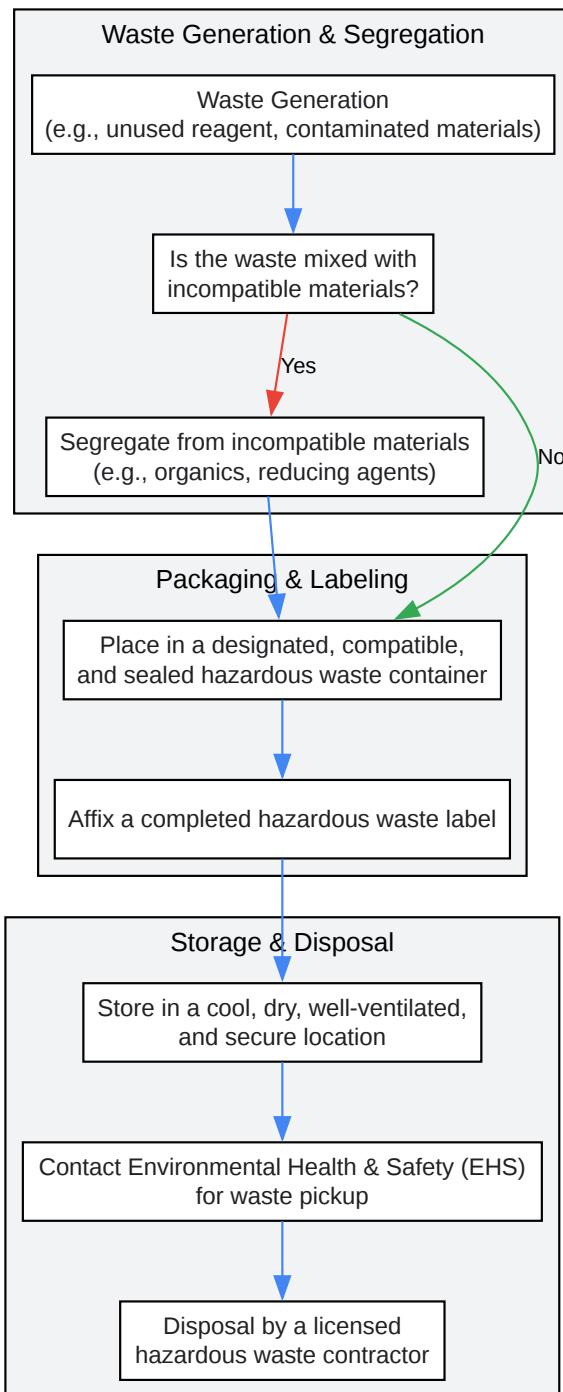 Waste Generation & Segregation
Waste Generation
(e.g., unused reagent, contaminated materials)
Is the waste mixed with
incompatible materials?
Yes
Segregate from incompatible materials
(e.g., organics, reducing agents)
No
Packaging & Labeling
Place in a designated, compatible,
and sealed hazardous waste container
Affix a completed hazardous waste label
Storage & Disposal
Store in a cool, dry, well-ventilated,
and secure location
Contact Environmental Health & Safety (EHS)
for waste pickup
Disposal by a licensed
hazardous waste contractor